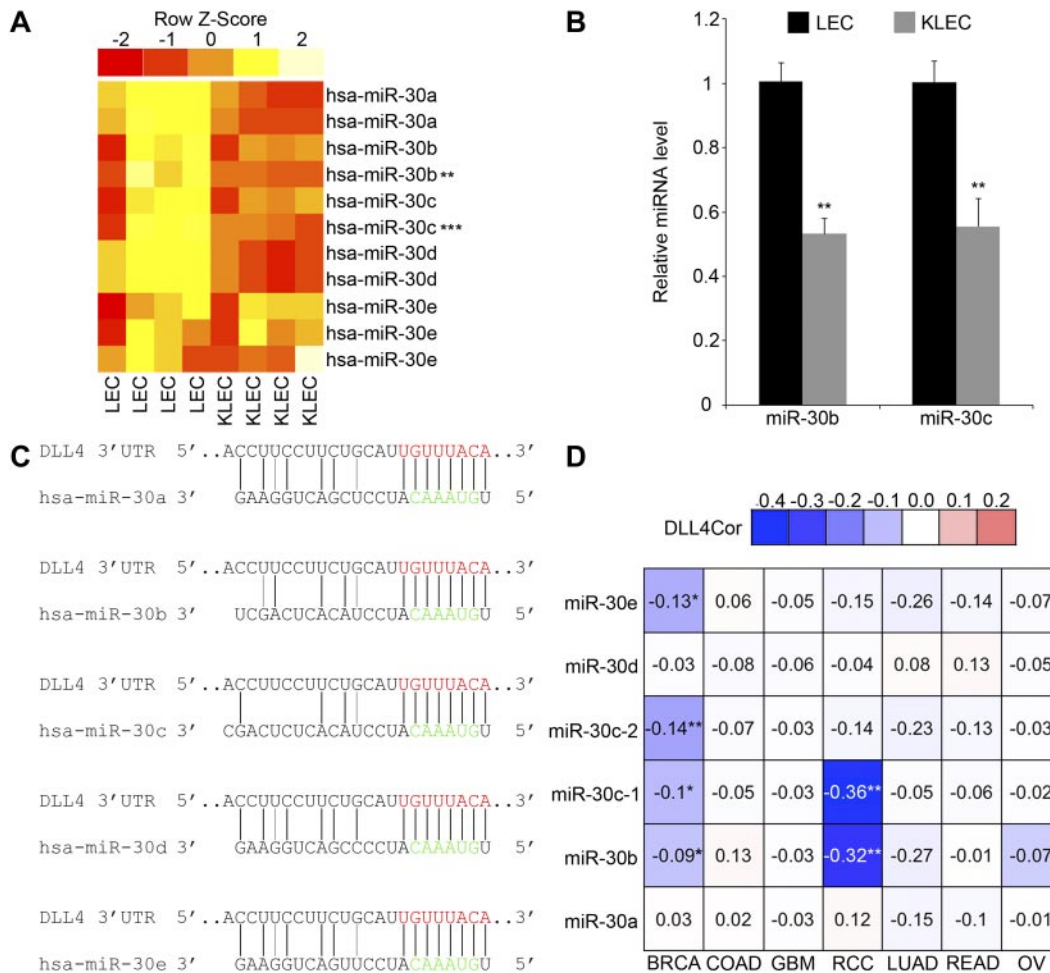 A
Row Z-Score
-2 -1 0 1 2
hsa-miR-30a
hsa-miR-30a
hsa-miR-30b
hsa-miR-30b **
hsa-miR-30c
hsa-miR-30c ***
hsa-miR-30d
hsa-miR-30d
hsa-miR-30e
hsa-miR-30e
hsa-miR-30e
LEC LEC LEC LEC KLEC KLEC KLEC KLEC
B
LEC KLEC
Relative miRNA level
1.2
1
0.8
0.6
0.4
0.2
0
**
**
miR-30b miR-30c
C
DLL4 3'UTR 5'..ACCUUCCUUCUGCAUUGUUUACA..3'
hsa-miR-30a 3' GAAGGUCAGCUCCUACAAAUGU 5'
DLL4 3'UTR 5'..ACCUUCCUUCUGCAUUGUUUACA..3'
hsa-miR-30b 3' UCGACUCACAUCCUACAAAUGU 5'
DLL4 3'UTR 5'..ACCUUCCUUCUGCAUUGUUUACA..3'
hsa-miR-30c 3' CGACUCUCACAUCCUACAAAUGU 5'
DLL4 3'UTR 5'..ACCUUCCUUCUGCAUUGUUUACA..3'
hsa-miR-30d 3' GAAGGUCAGCCCCUACAAAUGU 5'
DLL4 3'UTR 5'..ACCUUCCUUCUGCAUUGUUUACA..3'
hsa-miR-30e 3' GAAGGUCAGUUCCUACAAAUGU 5'
D
-0.4 -0.3 -0.2 -0.1 0.0 0.1 0.2
DLL4Cor
miR-30e -0.13* 0.06 -0.05 -0.15 -0.26 -0.14 -0.07
miR-30d -0.03 -0.08 -0.06 -0.04 0.08 0.13 -0.05
miR-30c-2 -0.14** -0.07 -0.03 -0.14 -0.23 -0.13 -0.03
miR-30c-1 -0.1* -0.05 -0.03 -0.36** -0.05 -0.06 -0.02
miR-30b -0.09* 0.13 -0.03 -0.32** -0.27 -0.01 -0.07
miR-30a 0.03 0.02 -0.03 0.12 -0.15 -0.1 -0.01
BRCA COAD GBM RCC LUAD READ OV